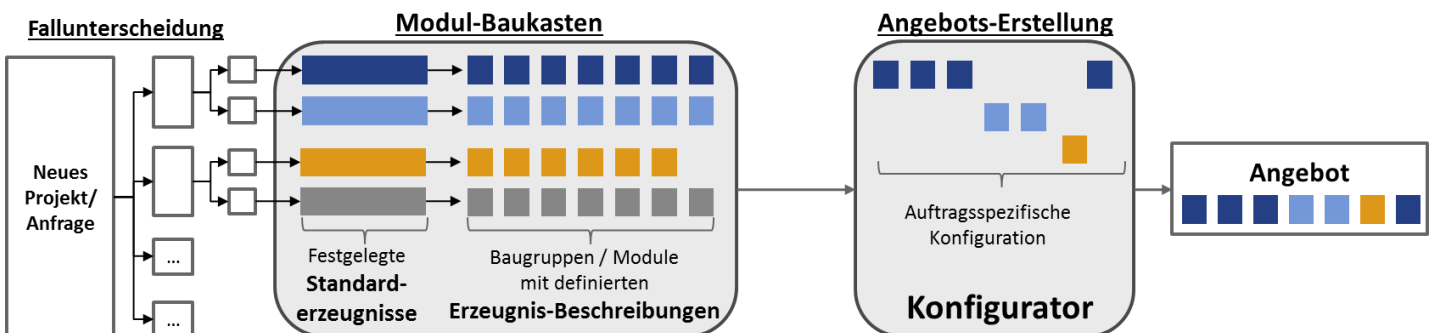 Fallunterscheidung
Modul-Baukasten
Angebots-Erstellung
Neues
Projekt/
Anfrage
...
...
Festgelegte
Standard-
erzeugnisse
Baugruppen / Module
mit definierten
Erzeugnis-Beschreibungen
Auftragsspezifische
Konfiguration
Konfigurator
Angebot